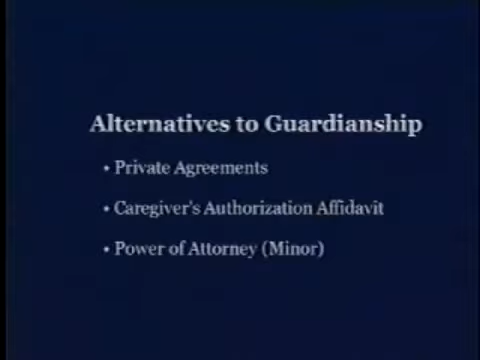 Alternatives to Guardianship
• Private Agreements
• Caregiver's Authorization Affidavit
• Power of Attorney (Minor)